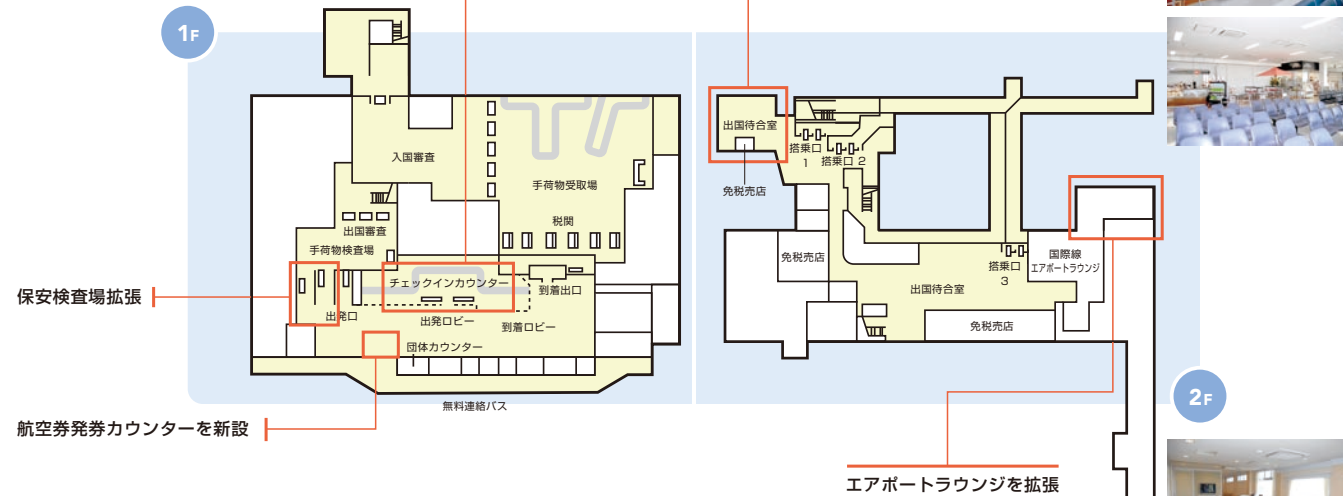 1F
入国審査
手荷物受取場
税関
出国審査
手荷物検査場
チェックインカウンター
到着出口
出発口
出発ロビー
到着ロビー
団体カウンター
無料連絡バス
保安検査場拡張
航空券発券カウンターを新設
出国待合室
搭乗口
1
搭乗口 2
免税売店
免税売店
搭乗口
3
国際線
エアポートラウンジ
出国待合室
免税売店
2F
エアポートラウンジを拡張